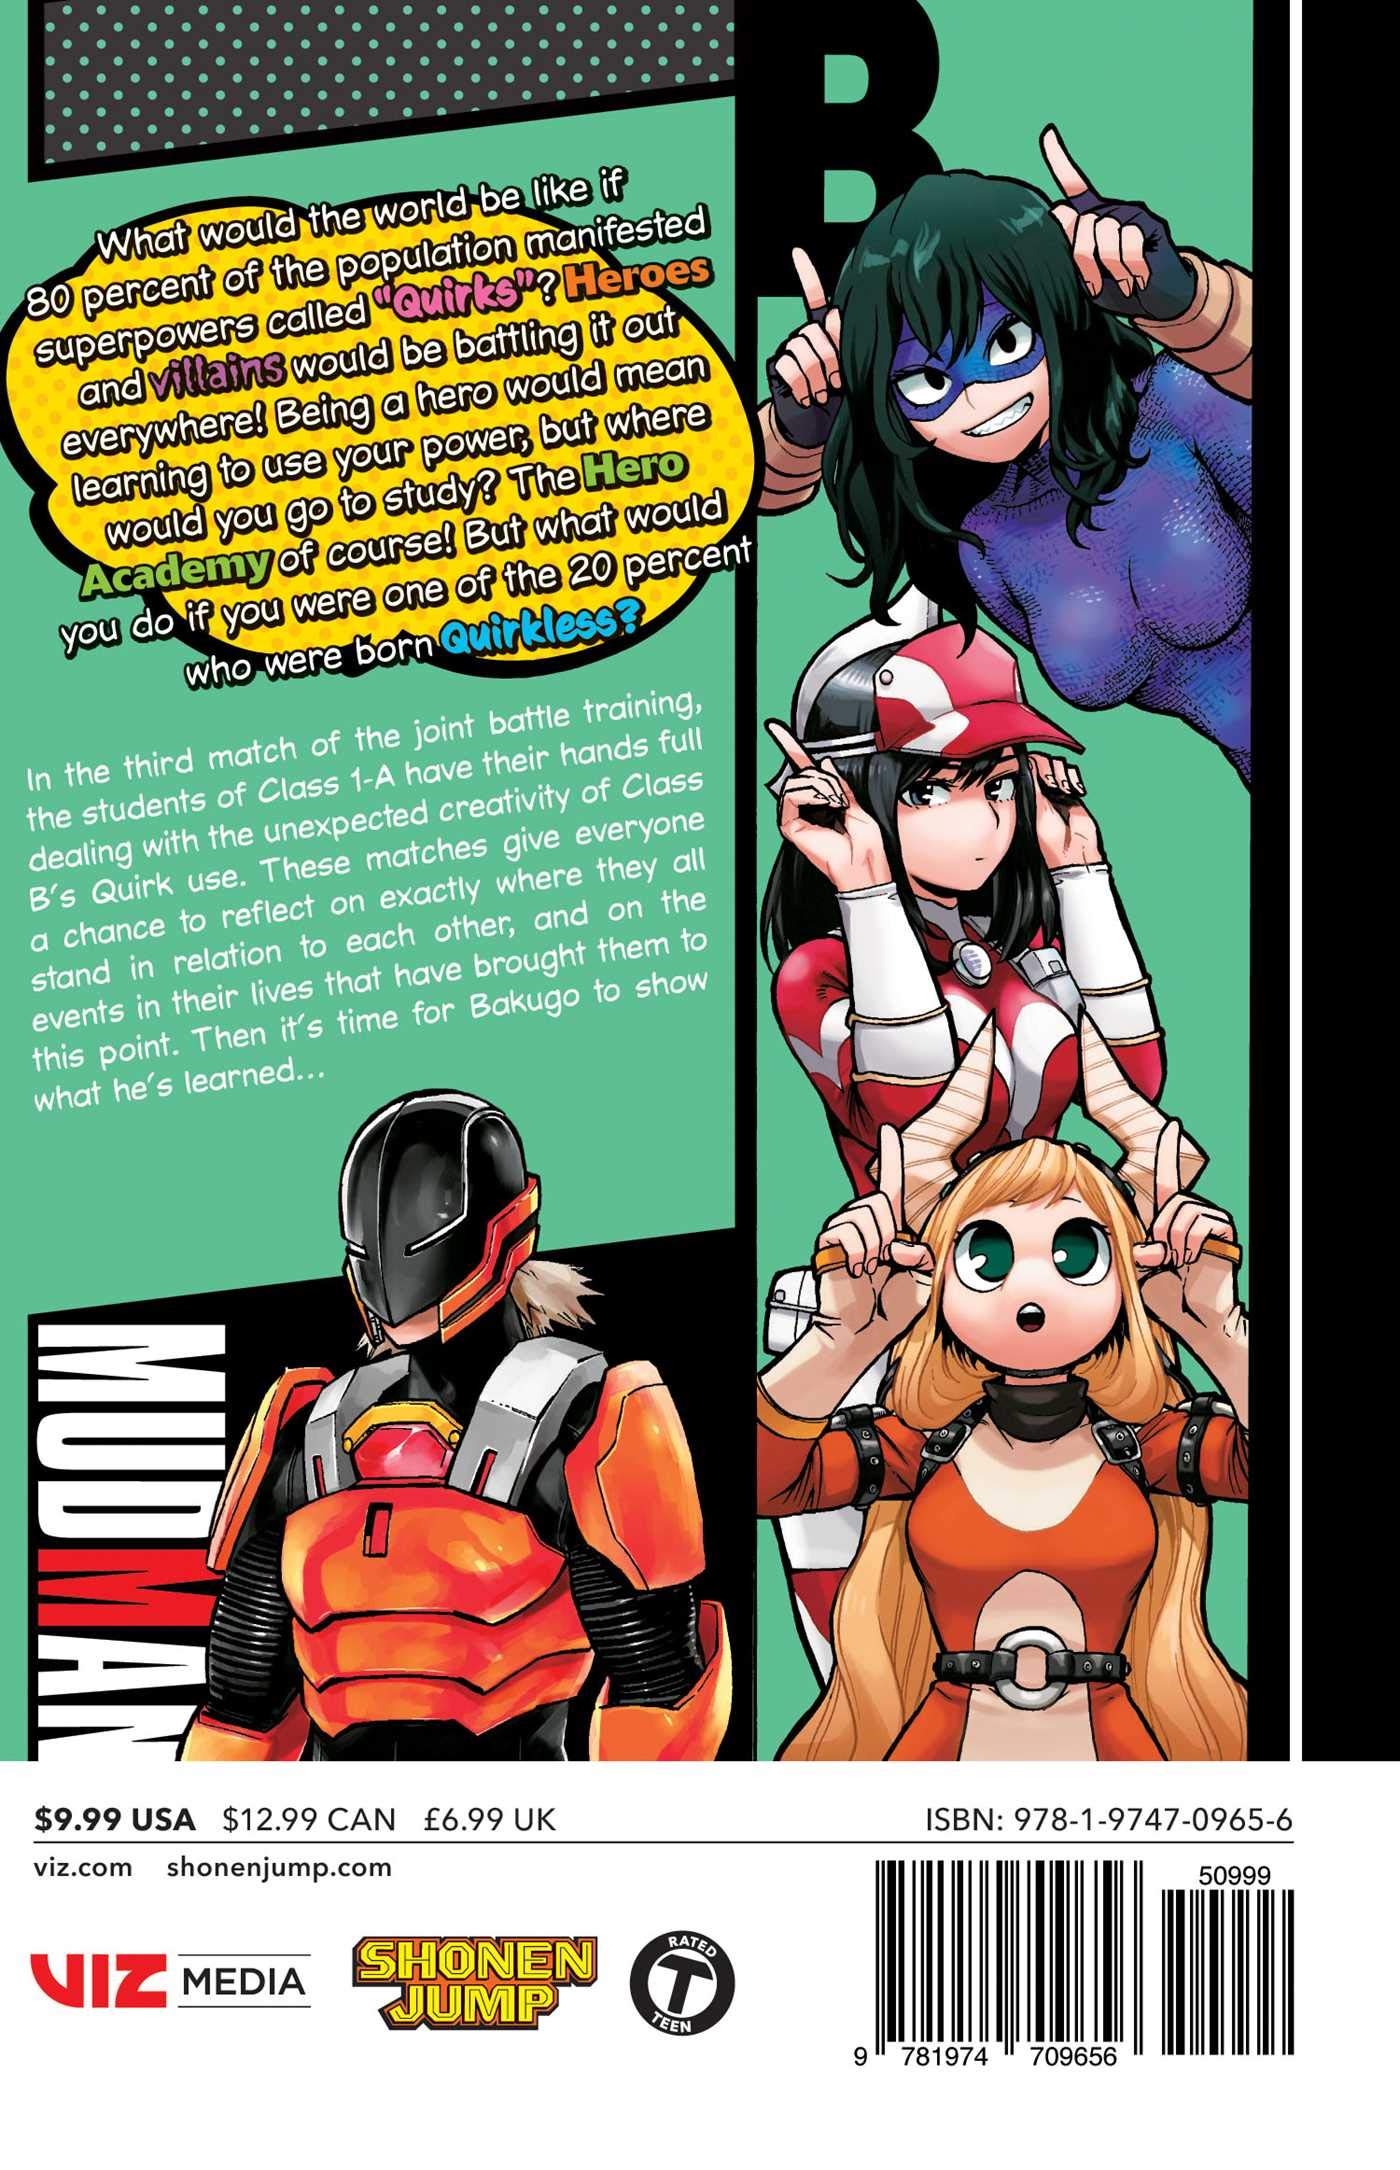 B
What would the world be like if
80 percent of the population manifested
superpowers called "Quirks"? Heroes
and villains would be battling it out
everywhere! Being a hero would mean
learning to use your power, but where
would you go to study? The Hero
Academy of course! But what would
you do if you were one of the 20 percent
who were born Quirkless?
In the third match of the joint battle training,
the students of Class 1-A have their hands full
dealing with the unexpected creativity of Class
B's Quirk use. These matches give everyone
a chance to reflect on exactly where they all
stand in relation to each other, and on the
events in their lives that have brought them to
this point. Then it's time for Bakugo to show
what he's learned...
MUDMAN
$9.99 USA $12.99 CAN £6.99 UK
ISBN: 978-1-9747-0965-6
viz.com shonenjump.com
50999
VIZ MEDIA
SHONEN
JUMP
RATED
T
TEEN
9 781974 709656